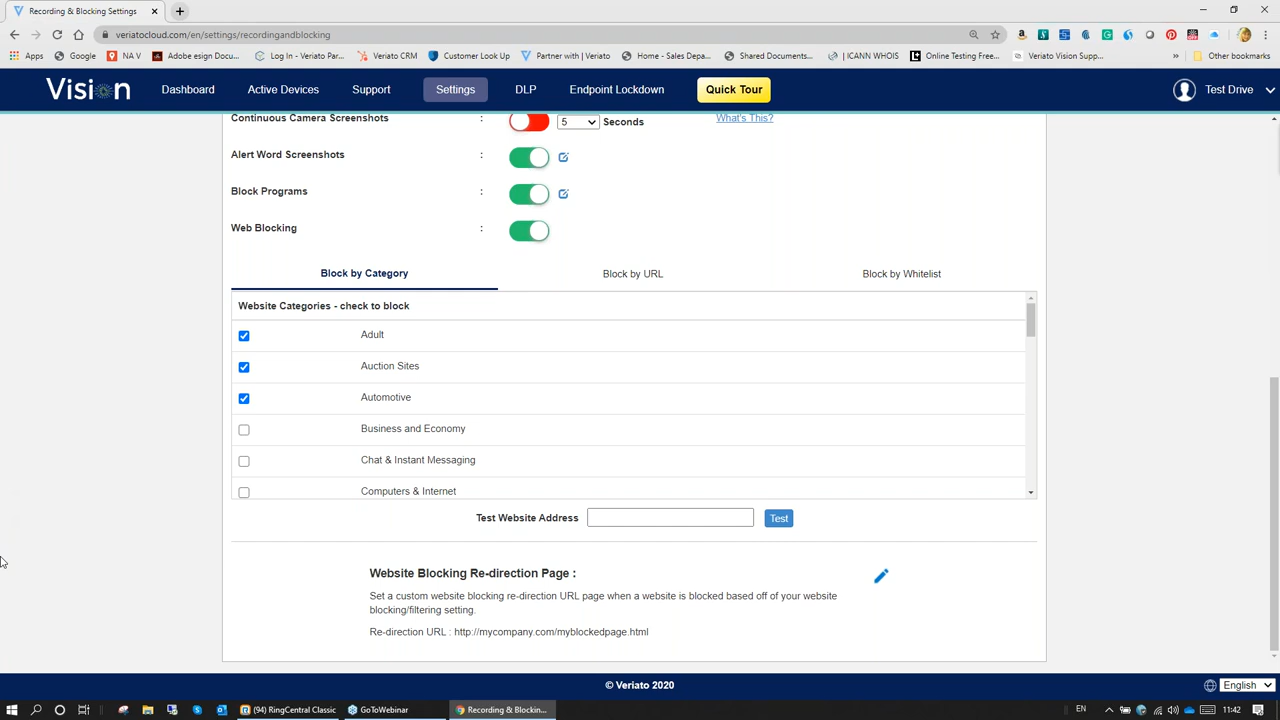 Recording & Blocking Settings
veriatocloud.com/en/settings/recordingandblocking
Apps Google NA V Adobe esign Docum... Log In - Veriato Par... Veriato CRM Customer Look Up Partner with | Veriato Home - Sales Depa... Shared Documents... ICANN WHOIS Online Testing Free... Veriato Vision Supp... » Other bookmarks
Vision Dashboard Active Devices Support Settings DLP Endpoint Lockdown Quick Tour Test Drive
Continuous Camera Screenshots : 5 Seconds What's This?
Alert Word Screenshots :
Block Programs :
Web Blocking :
Block by Category Block by URL Block by Whitelist
Website Categories - check to block
Adult
Auction Sites
Automotive
Business and Economy
Chat & Instant Messaging
Computers & Internet
Test Website Address Test
Website Blocking Re-direction Page :
Set a custom website blocking re-direction URL page when a website is blocked based off of your website
blocking/filtering setting.
Re-direction URL : http://mycompany.com/myblockedpage.html
© Veriato 2020
English
(94) RingCentral Classic GoToWebinar Recording & Blockin... EN 11:42